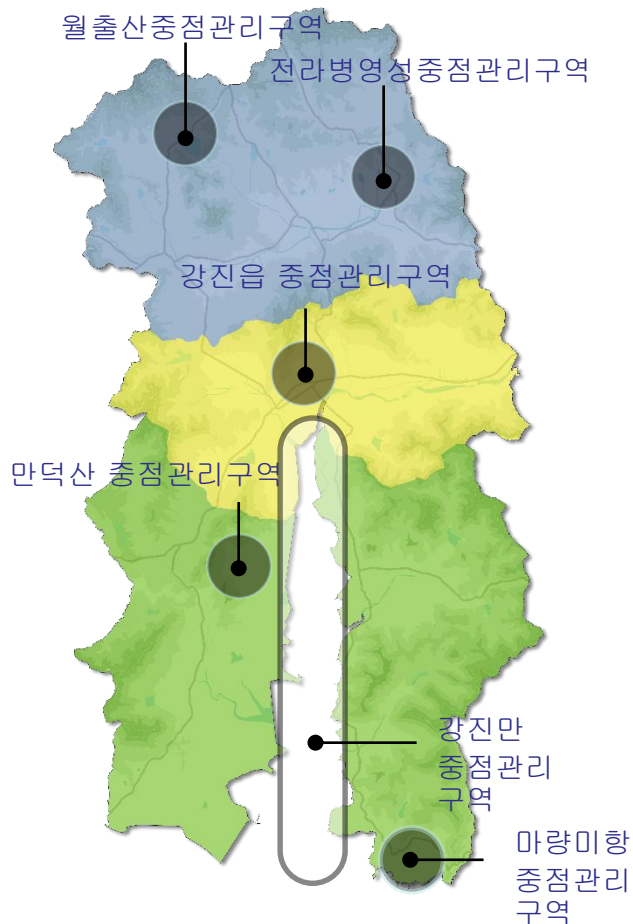 월출산중점관리구역
전라병영성중점관리구역
강진읍 중점관리구역
만덕산 중점관리구역
강진만
중점관리
구역
마량미항
중점관리
구역